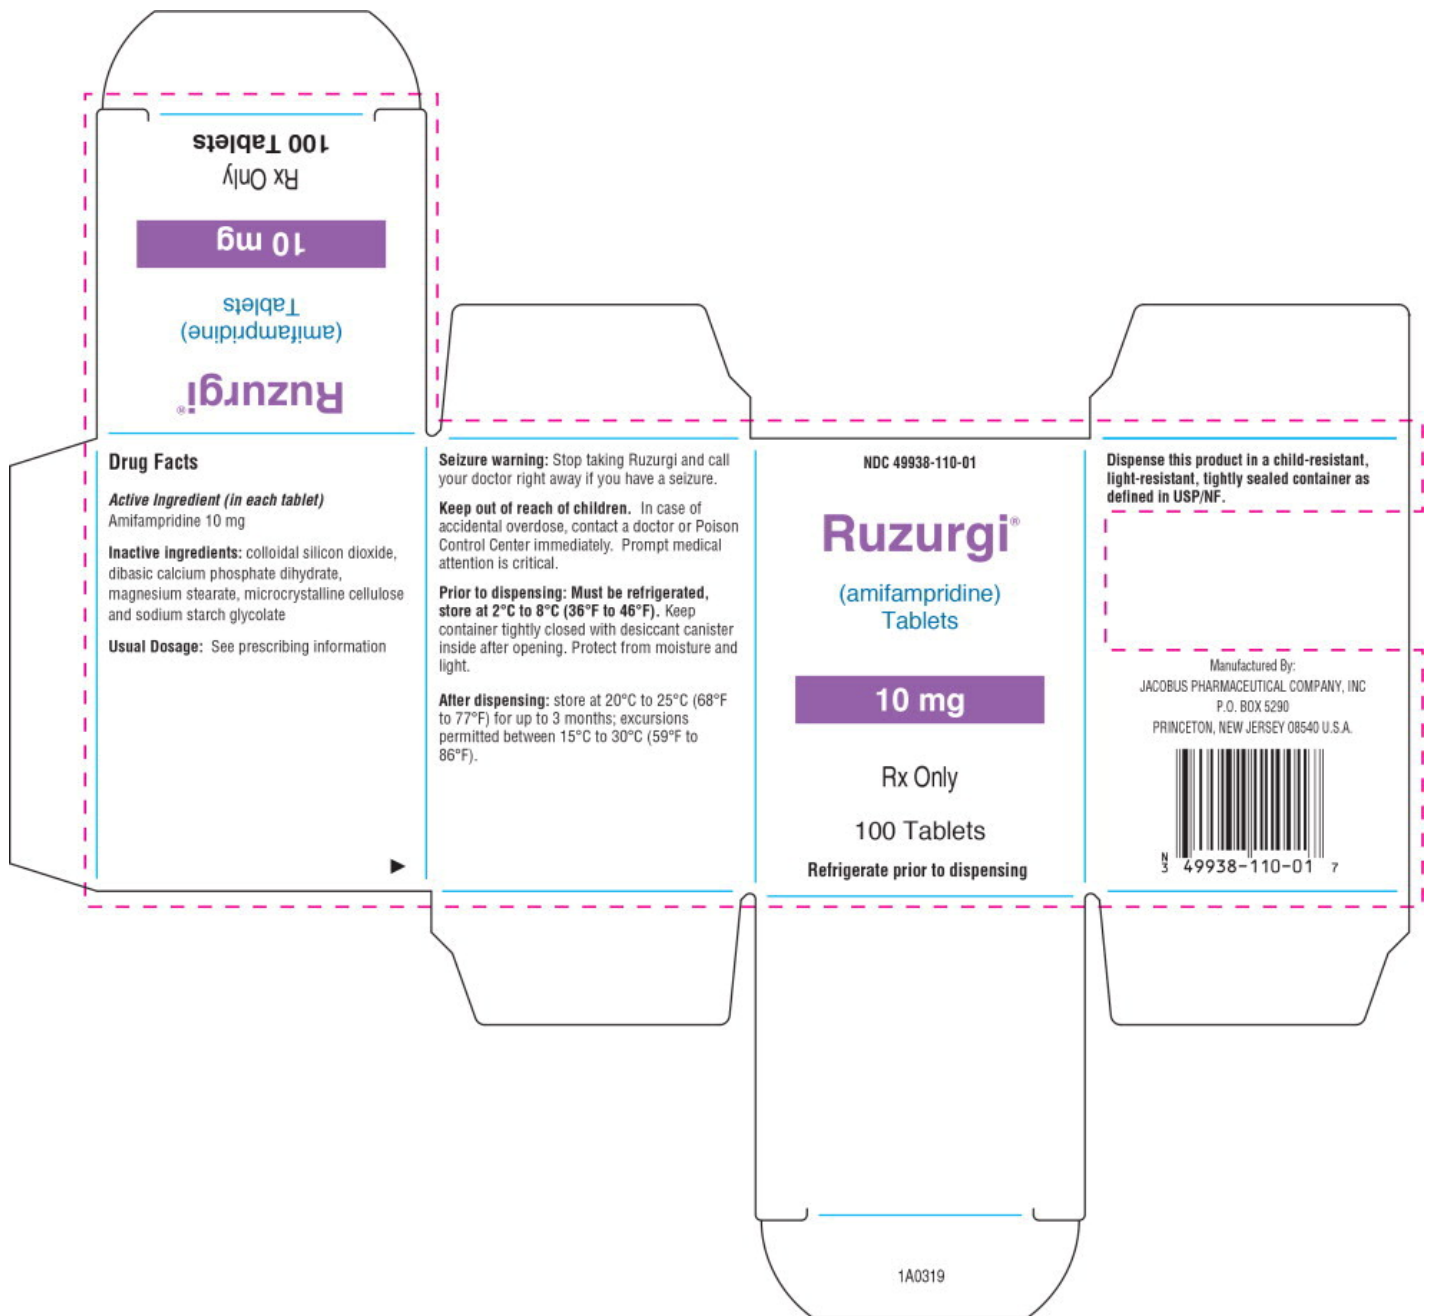 100 Tablets
Rx Only
10 mg
(amifampridine)
Tablets
Ruzurgi®
Drug Facts
Active Ingredient (in each tablet)
Amifampridine 10 mg
Inactive ingredients: colloidal silicon dioxide,
dibasic calcium phosphate dihydrate,
magnesium stearate, microcrystalline cellulose
and sodium starch glycolate
Usual Dosage: See prescribing information
Seizure warning: Stop taking Ruzurgi and call
your doctor right away if you have a seizure.
Keep out of reach of children. In case of
accidental overdose, contact a doctor or Poison
Control Center immediately. Prompt medical
attention is critical.
Prior to dispensing: Must be refrigerated,
store at 2°C to 8°C (36°F to 46°F). Keep
container tightly closed with desiccant canister
inside after opening. Protect from moisture and
light.
After dispensing: store at 20°C to 25°C (68°F
to 77°F) for up to 3 months; excursions
permitted between 15°C to 30°C (59°F to
86°F).
NDC 49938-110-01
Ruzurgi®
(amifampridine)
Tablets
10 mg
Rx Only
100 Tablets
Refrigerate prior to dispensing
Dispense this product in a child-resistant,
light-resistant, tightly sealed container as
defined in USP/NF.
Manufactured By:
JACOBUS PHARMACEUTICAL COMPANY, INC
P.O. BOX 5290
PRINCETON, NEW JERSEY 08540 U.S.A.
N
3 49938-110-01 7
1A0319